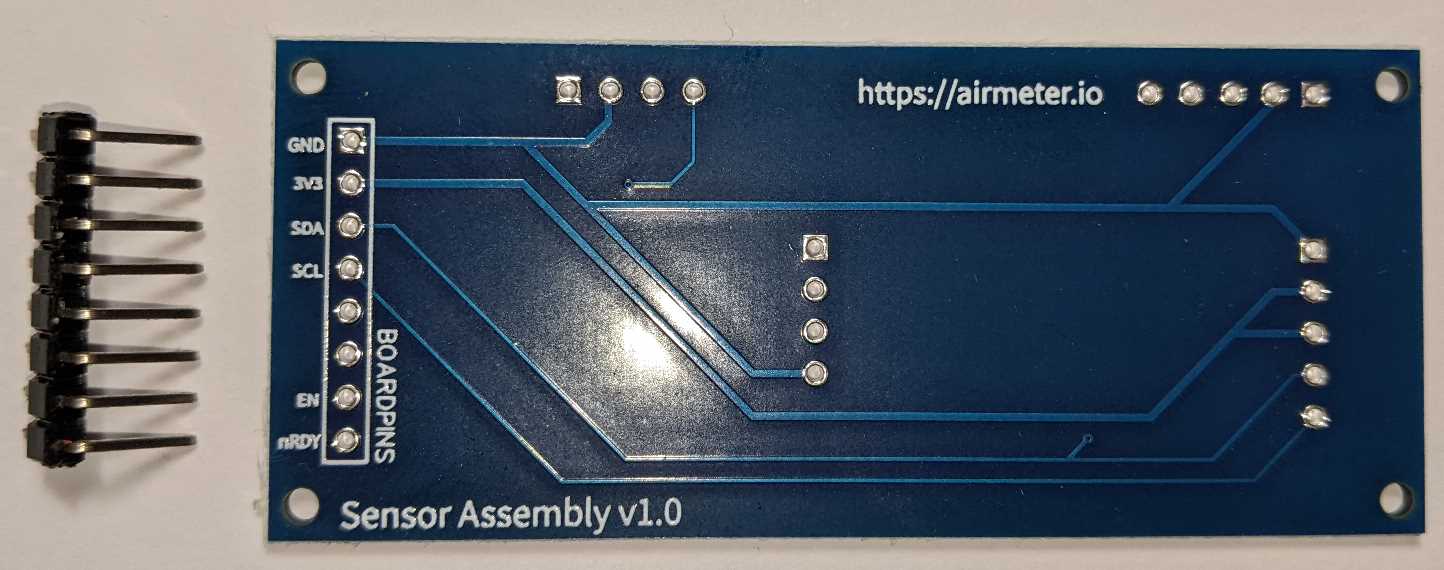 https://airmeter.io
GND
3V3
SDA
SCL
EN
nRDY
BOARDPINS
Sensor Assembly v1.0